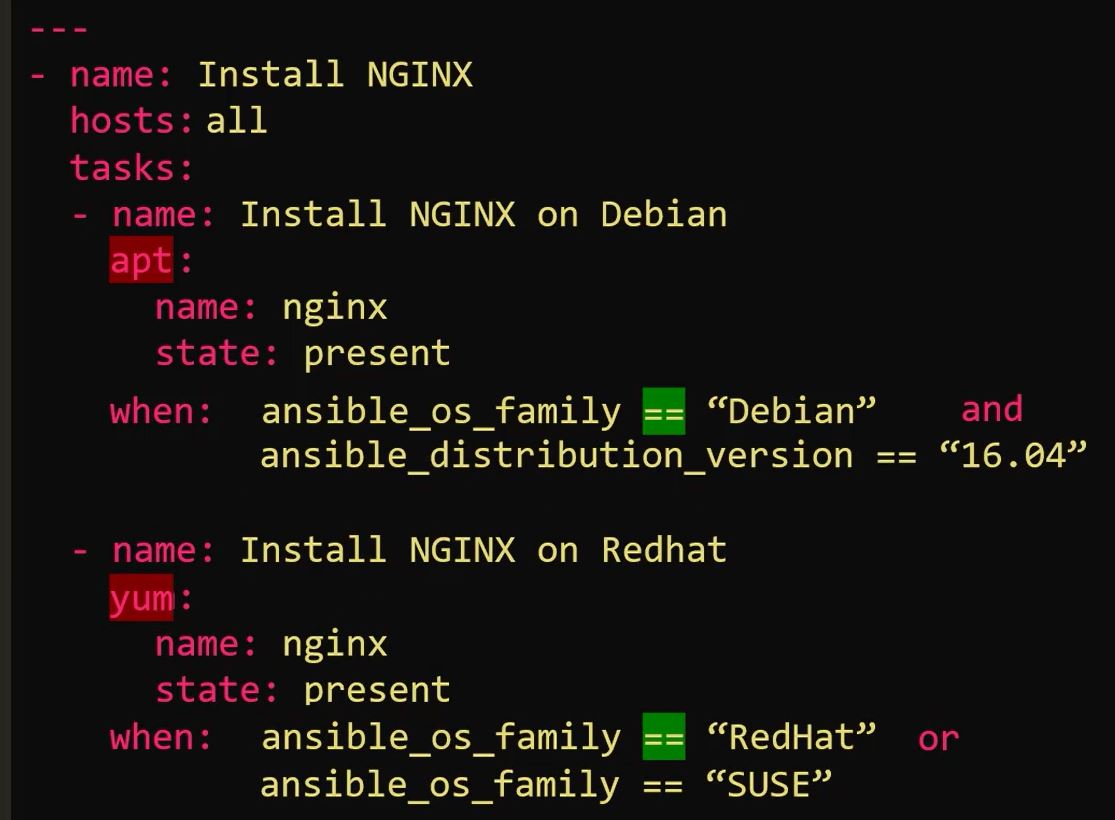 ---
- name: Install NGINX
  hosts: all
  tasks:
  - name: Install NGINX on Debian
    apt:
      name: nginx
      state: present
    when: ansible_os_family == “Debian” and
          ansible_distribution_version == “16.04”
  - name: Install NGINX on Redhat
    yum:
      name: nginx
      state: present
    when: ansible_os_family == “RedHat” or
          ansible_os_family == “SUSE”